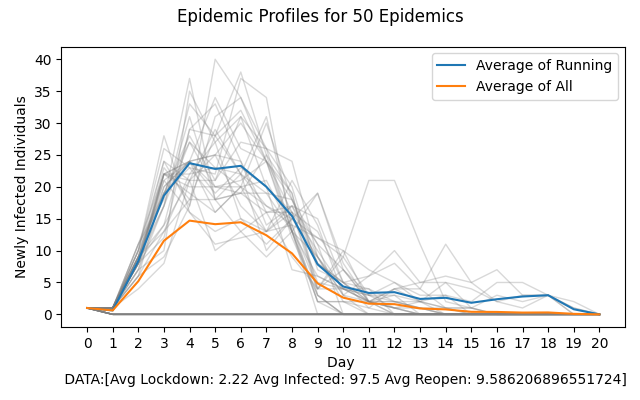 Epidemic Profiles for 50 Epidemics
Newly Infected Individuals
40
35
30
25
20
15
10
5
0
Average of Running
Average of All
0 1 2 3 4 5 6 7 8 9 10 11 12 13 14 15 16 17 18 19 20
Day
DATA:[Avg Lockdown: 2.22 Avg Infected: 97.5 Avg Reopen: 9.586206896551724]